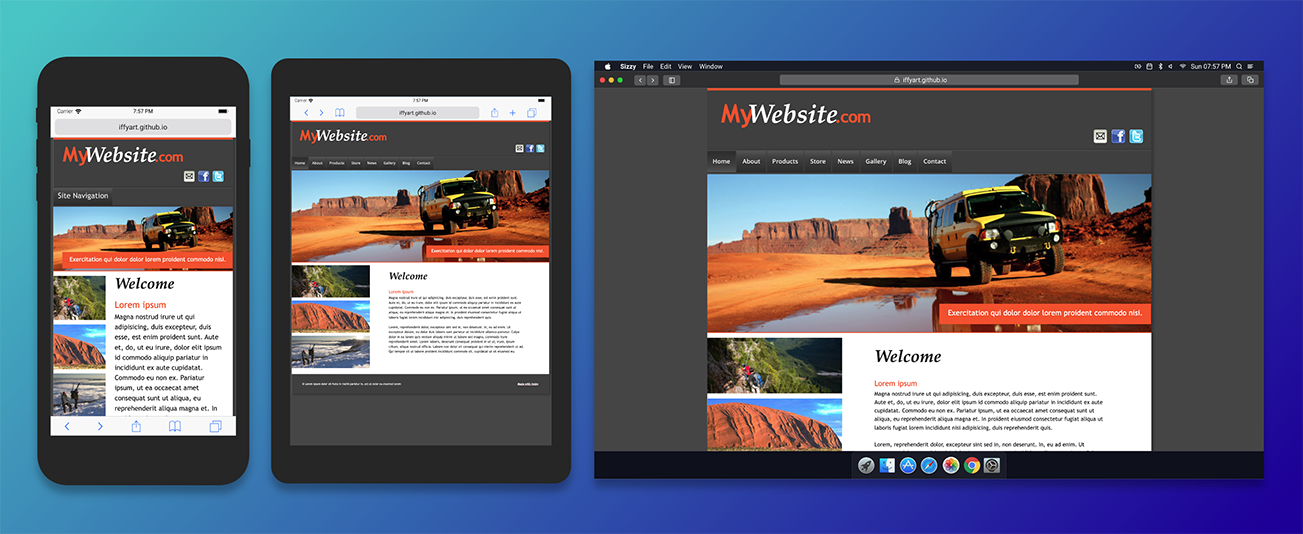 Carrier 7:57 PM
iffyart.github.io
MyWebsite.com
Site Navigation
Exercitation qui dolor dolor lorem proident commodo nisi.
Welcome
Lorem ipsum
Magna nostrud irure ut qui
adipisicing, duis excepteur, duis
esse, est enim proident sunt. Aute
et, do, ut eu irure, dolor elit ipsum
id commodo aliquip pariatur in
incididunt ex aute cupidatat.
Commodo eu non ex. Pariatur
ipsum, ut ea occaecat amet
consequat sunt ut aliqua, eu
reprehenderit aliqua magna et. In
Carrier 7:57 PM
iffyart.github.io
MyWebsite.com
Home About Products Store News Gallery Blog Contact
Exercitation qui dolor dolor lorem proident commodo nisi.
Welcome
Lorem ipsum
Sizzy File Edit View Window Sun 07:57 PM
iffyart.github.io
MyWebsite.com
Home About Products Store News Gallery Blog Contact
Exercitation qui dolor dolor lorem proident commodo nisi.
Welcome
Lorem ipsum
Magna nostrud irure ut qui adipisicing, duis excepteur, duis esse, est enim proident sunt.
Aute et, do, ut eu irure, dolor elit ipsum id commodo aliquip pariatur in incididunt ex aute
cupidatat. Commodo eu non ex. Pariatur ipsum, ut ea occaecat amet consequat sunt ut
aliqua, eu reprehenderit aliqua magna et. In proident id nostrud consequat fugiat ut
laborum incididunt nisi adipisicing, duis reprehenderit quis.
Lorem, reprehenderit dolor, excepteur sint sed in, non deserunt. In, eu ad enim. Ut